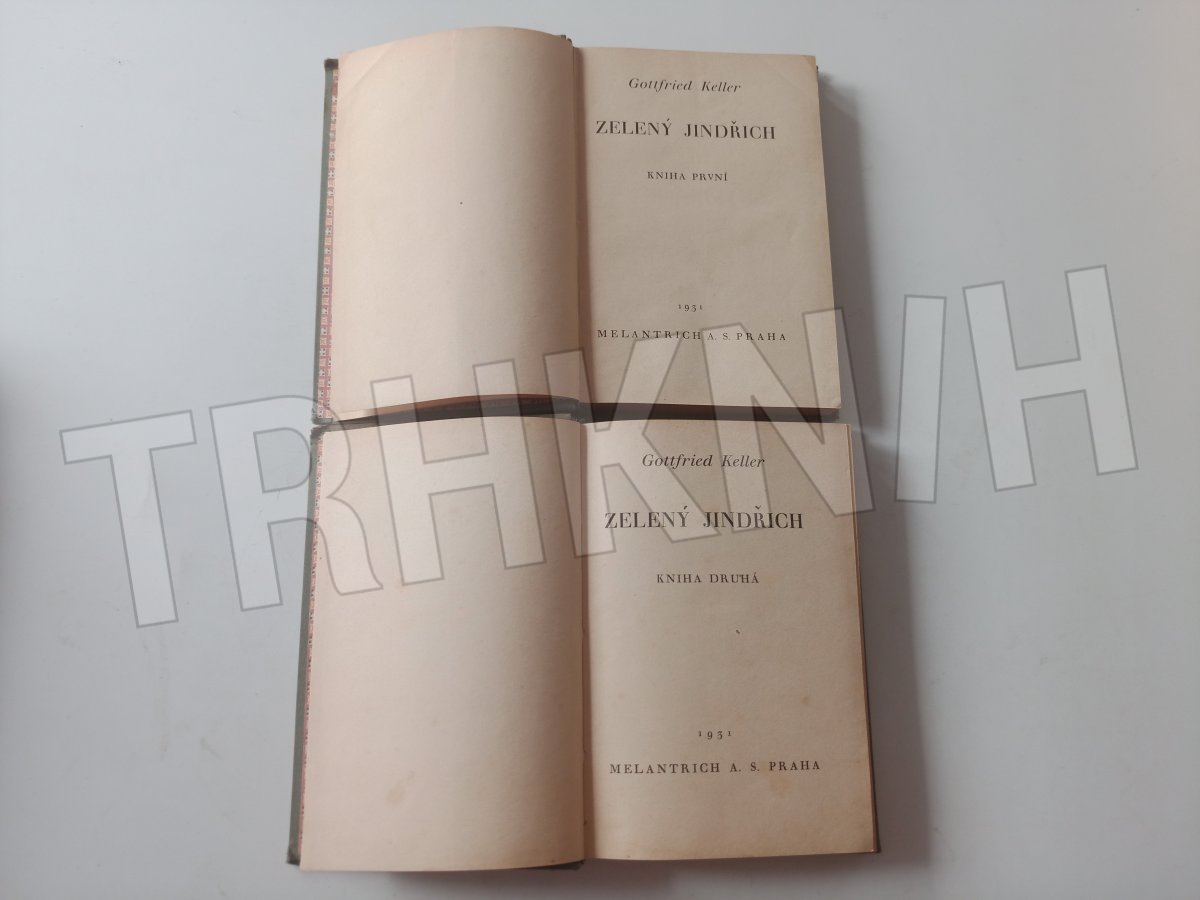 Gottfried Keller
ZELENÝ JINDŘICH
KNIHA PRVNÍ
1931
MELANTRICH A. S. PRAHA
TRHKNIH
Gottfried Keller
ZELENÝ JINDŘICH
KNIHA DRUHÁ
1931
MELANTRICH A. S. PRAHA